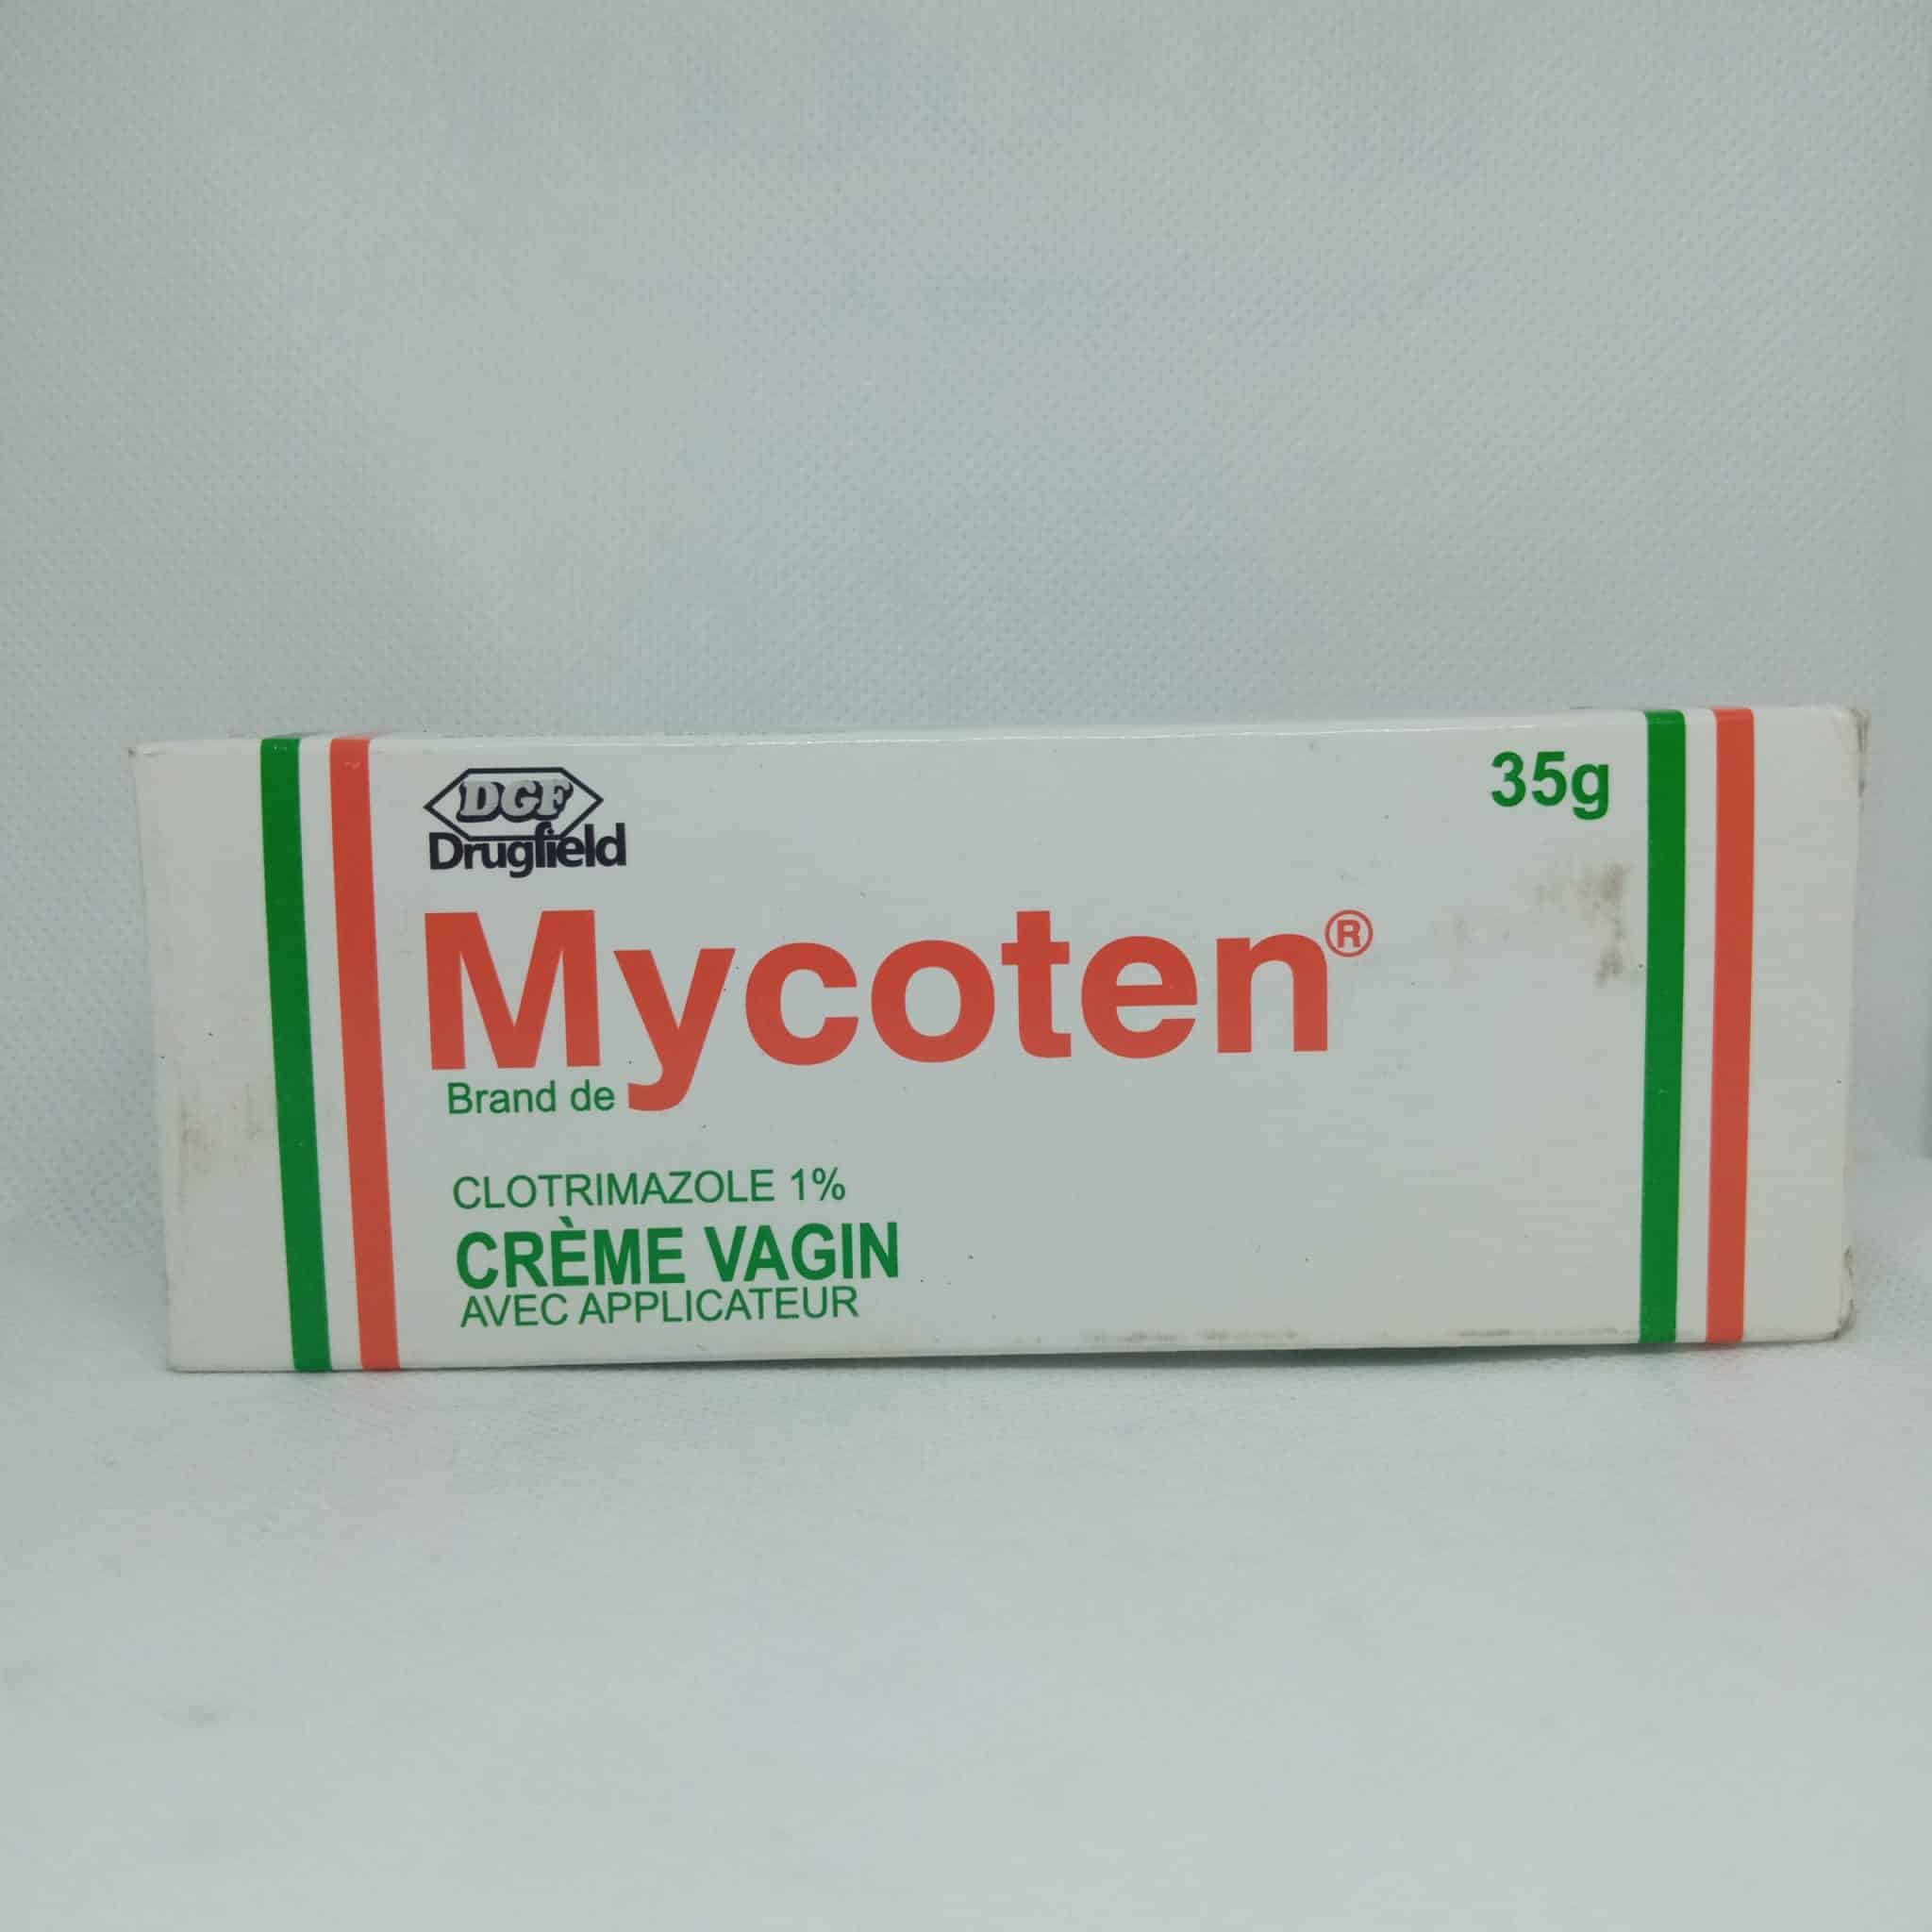 DGF
Drugfield
35g
Mycoten®
Brand de
CLOTRIMAZOLE 1%
CRÈME VAGIN
AVEC APPLICATEUR